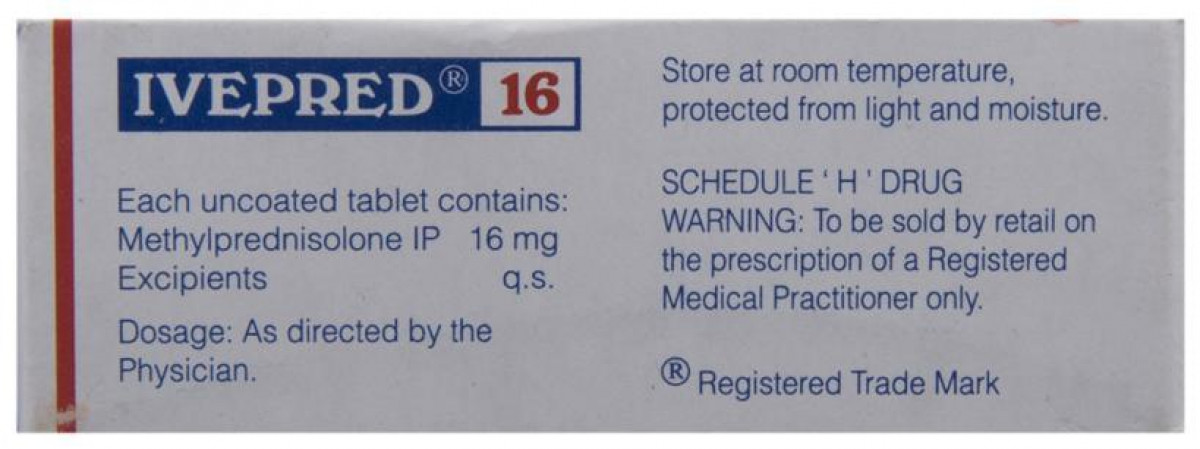 IVEPRED® 16
Each uncoated tablet contains:
Methylprednisolone IP 16 mg
Excipients q.s.
Dosage: As directed by the
Physician.
Store at room temperature,
protected from light and moisture.
SCHEDULE ‘ H ’ DRUG
WARNING: To be sold by retail on
the prescription of a Registered
Medical Practitioner only.
® Registered Trade Mark